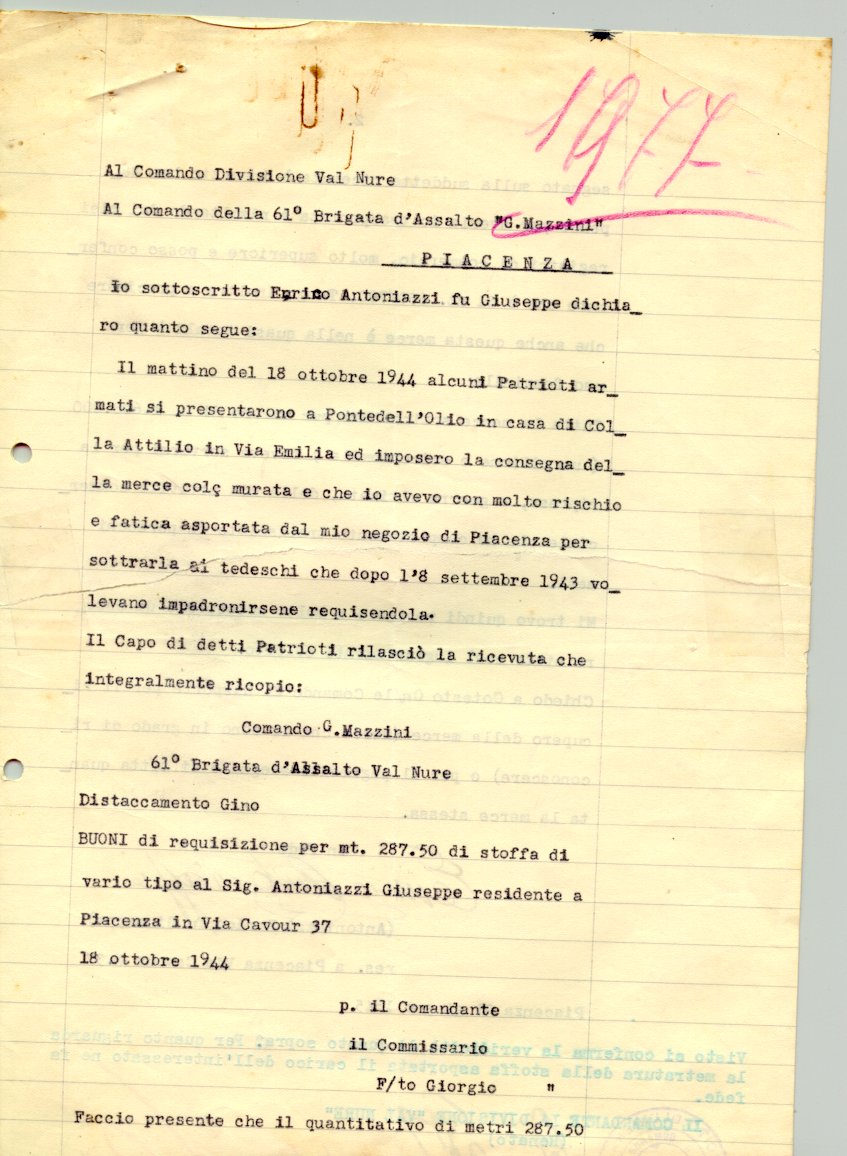 1977
Al Comando Divisione Val Nure
Al Comando della 61° Brigata d'Assalto "G.Mazzini"
P I A C E N Z A
Io sottoscritto Enrico Antoniazzi fu Giuseppe dichia_
ro quanto segue:
Il mattino del 18 ottobre 1944 alcuni Patrioti ar_
mati si presentarono a Pontedell'Olio in casa di Col_
la Attilio in Via Emilia ed imposero la consegna del_
la merce colç murata e che io avevo con molto rischio
e fatica asportata dal mio negozio di Piacenza per
sottrarla ai tedeschi che dopo l'8 settembre 1943 vo_
levano impadronirsene requisendola.
Il Capo di detti Patrioti rilasciò la ricevuta che
integralmente ricopio:
Comando G.Mazzini
61° Brigata d'Assalto Val Nure
Distaccamento Gino
BUONI di requisizione per mt. 287.50 di stoffa di
vario tipo al Sig. Antoniazzi Giuseppe residente a
Piacenza in Via Cavour 37
18 ottobre 1944
p. il Comandante
il Commissario
F/to Giorgio "
Faccio presente che il quantitativo di metri 287.50